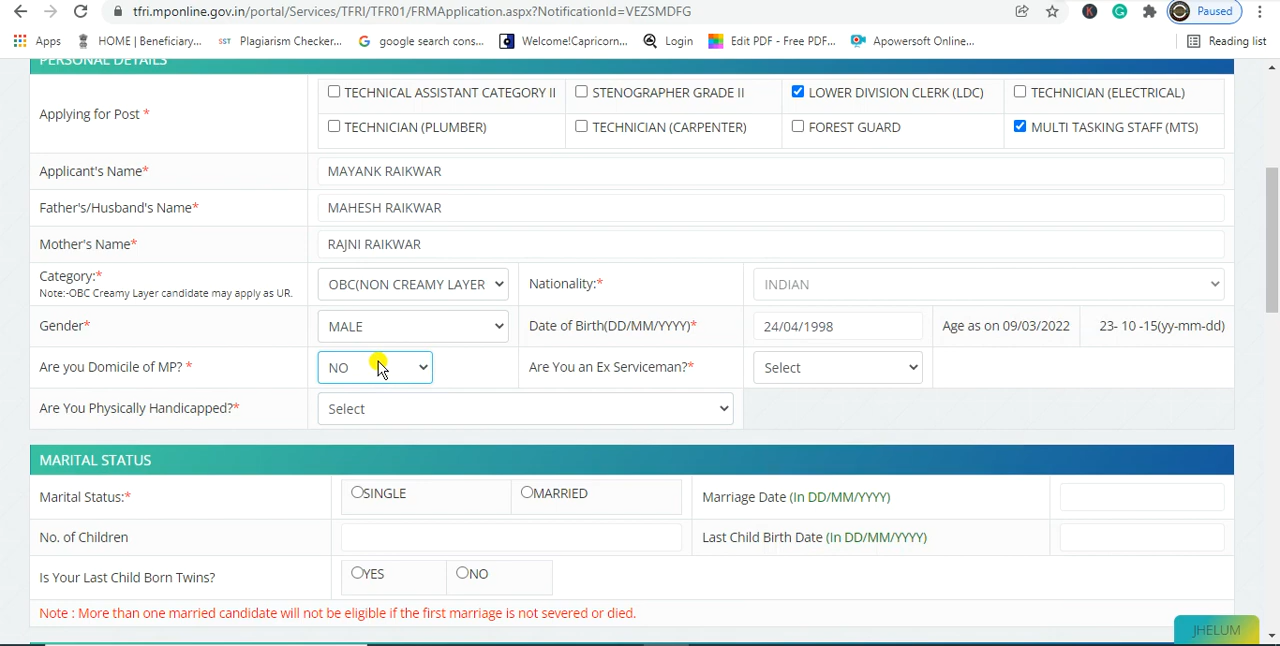 tfri.mponline.gov.in/portal/Services/TFRI/TFR01/FRMApplication.aspx?NotificationId=VEZSMDFG
K
Paused
Apps
HOME | Beneficiary...
SST Plagiarism Checker...
google search cons...
Welcome!Capricorn...
Login
Edit PDF - Free PDF...
Apowersoft Online...
Reading list
PERSONAL DETAILS
Applying for Post *
TECHNICAL ASSISTANT CATEGORY II
STENOGRAPHER GRADE II
LOWER DIVISION CLERK (LDC)
TECHNICIAN (ELECTRICAL)
TECHNICIAN (PLUMBER)
TECHNICIAN (CARPENTER)
FOREST GUARD
MULTI TASKING STAFF (MTS)
Applicant's Name* MAYANK RAIKWAR
Father's/Husband's Name* MAHESH RAIKWAR
Mother's Name* RAJNI RAIKWAR
Category:* OBC(NON CREAMY LAYER Nationality:* INDIAN
Note:-OBC Creamy Layer candidate may apply as UR.
Gender* MALE Date of Birth(DD/MM/YYYY)* 24/04/1998 Age as on 09/03/2022 23- 10 -15(yy-mm-dd)
Are you Domicile of MP? * NO Are You an Ex Serviceman?* Select
Are You Physically Handicapped?* Select
MARITAL STATUS
Marital Status:* SINGLE MARRIED Marriage Date (In DD/MM/YYYY)
No. of Children Last Child Birth Date (In DD/MM/YYYY)
Is Your Last Child Born Twins? YES NO
Note : More than one married candidate will not be eligible if the first marriage is not severed or died.
JHELUM